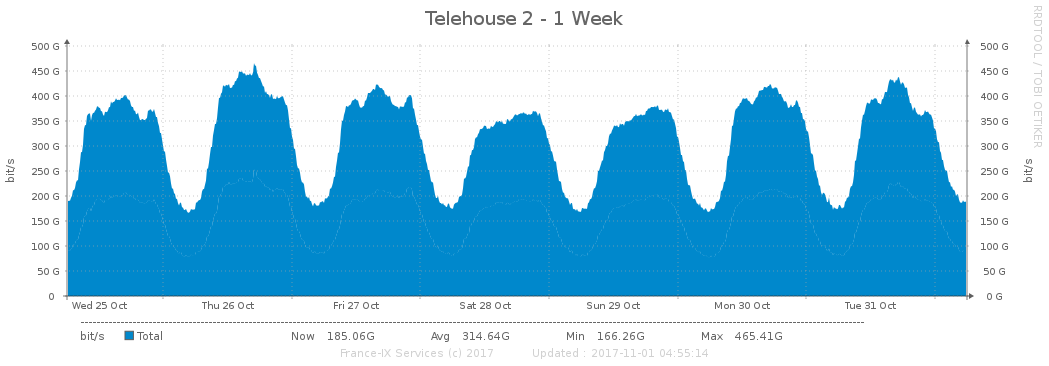 Telehouse 2 - 1 Week
RRDTOOL / TOBI OETIKER
500 G 500 G
450 G 450 G
400 G 400 G
350 G 350 G
300 G 300 G
250 G 250 G
200 G 200 G
150 G 150 G
100 G 100 G
50 G 50 G
0 0 G
bit/s bit/s
Wed 25 Oct Thu 26 Oct Fri 27 Oct Sat 28 Oct Sun 29 Oct Mon 30 Oct Tue 31 Oct
bit/s Total Now 185.06G Avg 314.64G Min 166.26G Max 465.41G
France-IX Services (c) 2017 Updated : 2017-11-01 04:55:14